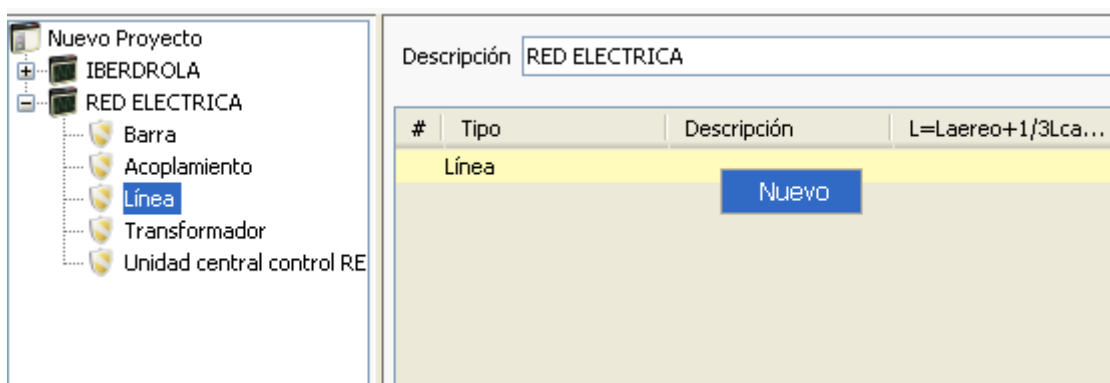 Nuevo Proyecto
IBERDROLA
RED ELECTRICA
Barra
Acoplamiento
Línea
Transformador
Unidad central control RE
Descripción RED ELECTRICA
# Tipo Descripción L=Laereo+1/3Lca...
Línea
Nuevo